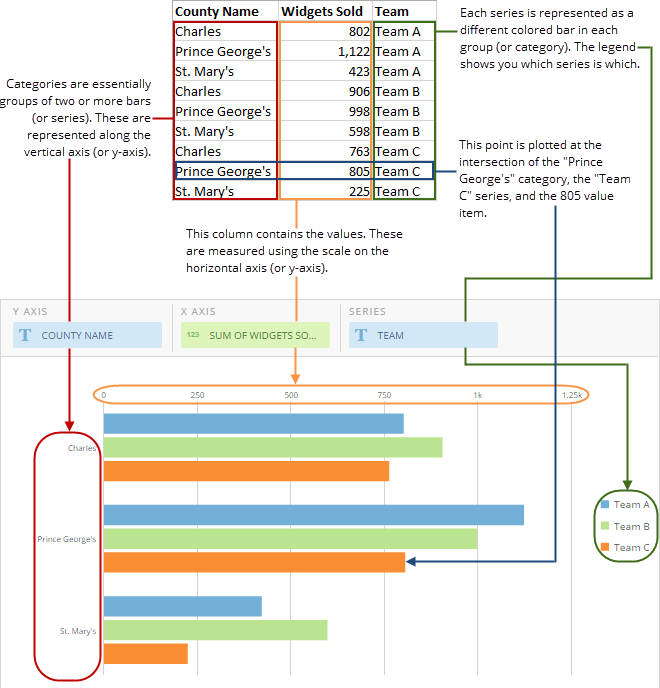 County Name Widgets Sold Team
Charles 802 Team A
Prince George's 1,122 Team A
St. Mary's 423 Team A
Charles 906 Team B
Prince George's 998 Team B
St. Mary's 598 Team B
Charles 763 Team C
Prince George's 805 Team C
St. Mary's 225 Team C
Each series is represented as a
different colored bar in each
group (or category). The legend
shows you which series is which.
Categories are essentially
groups of two or more bars
(or series). These are
represented along the
vertical axis (or y-axis).
This point is plotted at the
intersection of the "Prince
George's" category, the "Team
C" series, and the 805 value
item.
This column contains the values. These
are measured using the scale on the
horizontal axis (or y-axis).
Y AXIS X AXIS SERIES
T COUNTY NAME 123 SUM OF WIDGETS SO... T TEAM
0 250 500 750 1k 1.25k
Charles
Prince George's
St. Mary's
Team A
Team B
Team C